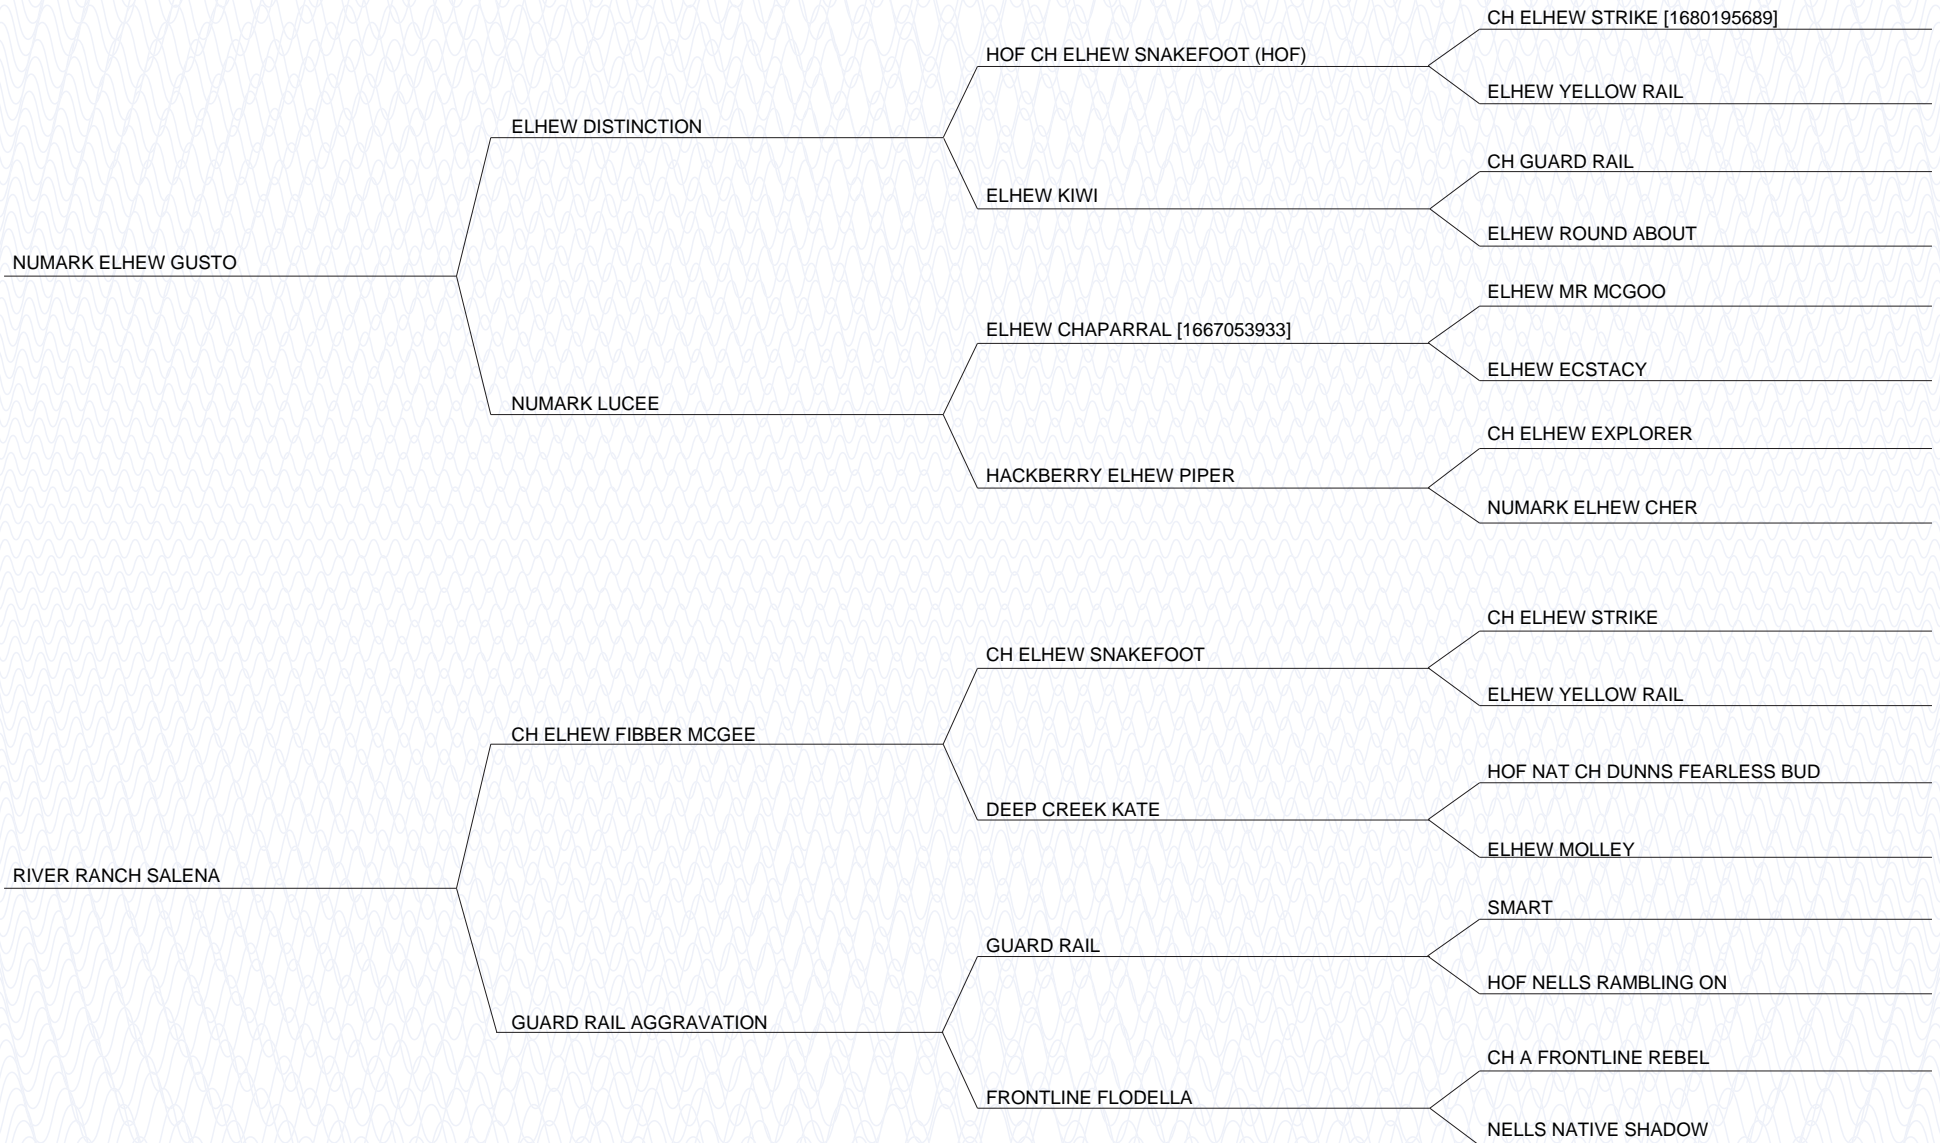 CH ELHEW STRIKE [1680195689]
HOF CH ELHEW SNAKEFOOT (HOF)
ELHEW YELLOW RAIL
ELHEW DISTINCTION
CH GUARD RAIL
ELHEW KIWI
ELHEW ROUND ABOUT
NUMARK ELHEW GUSTO
ELHEW MR MCGOO
ELHEW CHAPARRAL [1667053933]
ELHEW ECSTACY
NUMARK LUCEE
CH ELHEW EXPLORER
HACKBERRY ELHEW PIPER
NUMARK ELHEW CHER
CH ELHEW STRIKE
CH ELHEW SNAKEFOOT
ELHEW YELLOW RAIL
CH ELHEW FIBBER MCGEE
HOF NAT CH DUNNS FEARLESS BUD
DEEP CREEK KATE
ELHEW MOLLEY
RIVER RANCH SALENA
SMART
GUARD RAIL
HOF NELLS RAMBLING ON
GUARD RAIL AGGRAVATION
CH A FRONTLINE REBEL
FRONTLINE FLODELLA
NELLS NATIVE SHADOW